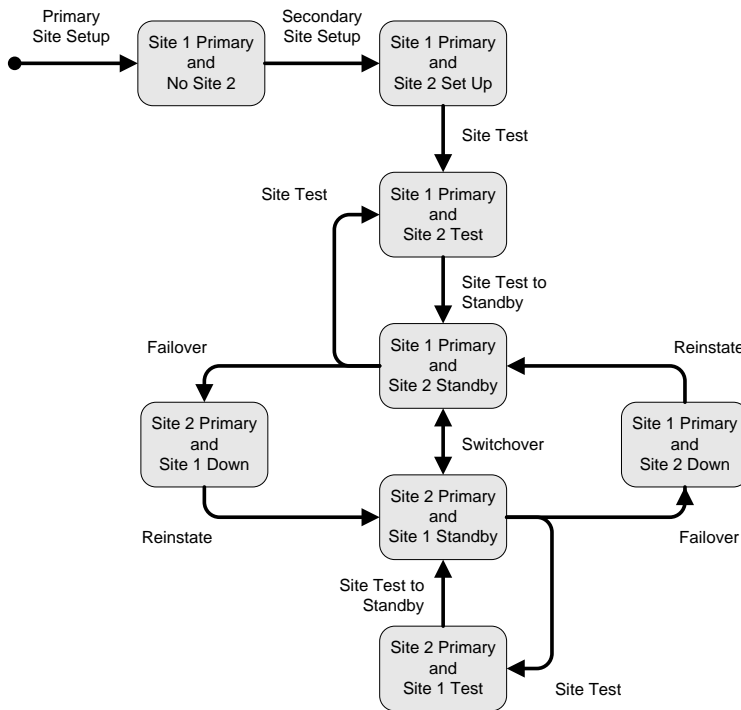 Primary
Site Setup
Secondary
Site Setup
Site 1 Primary
and
No Site 2
Site 1 Primary
and
Site 2 Set Up
Site Test
Site Test
Site 1 Primary
and
Site 2 Test
Site Test to
Standby
Failover
Site 1 Primary
and
Site 2 Standby
Reinstate
Site 2 Primary
and
Site 1 Down
Switchover
Site 1 Primary
and
Site 2 Down
Reinstate
Site 2 Primary
and
Site 1 Standby
Failover
Site Test to
Standby
Site 2 Primary
and
Site 1 Test
Site Test